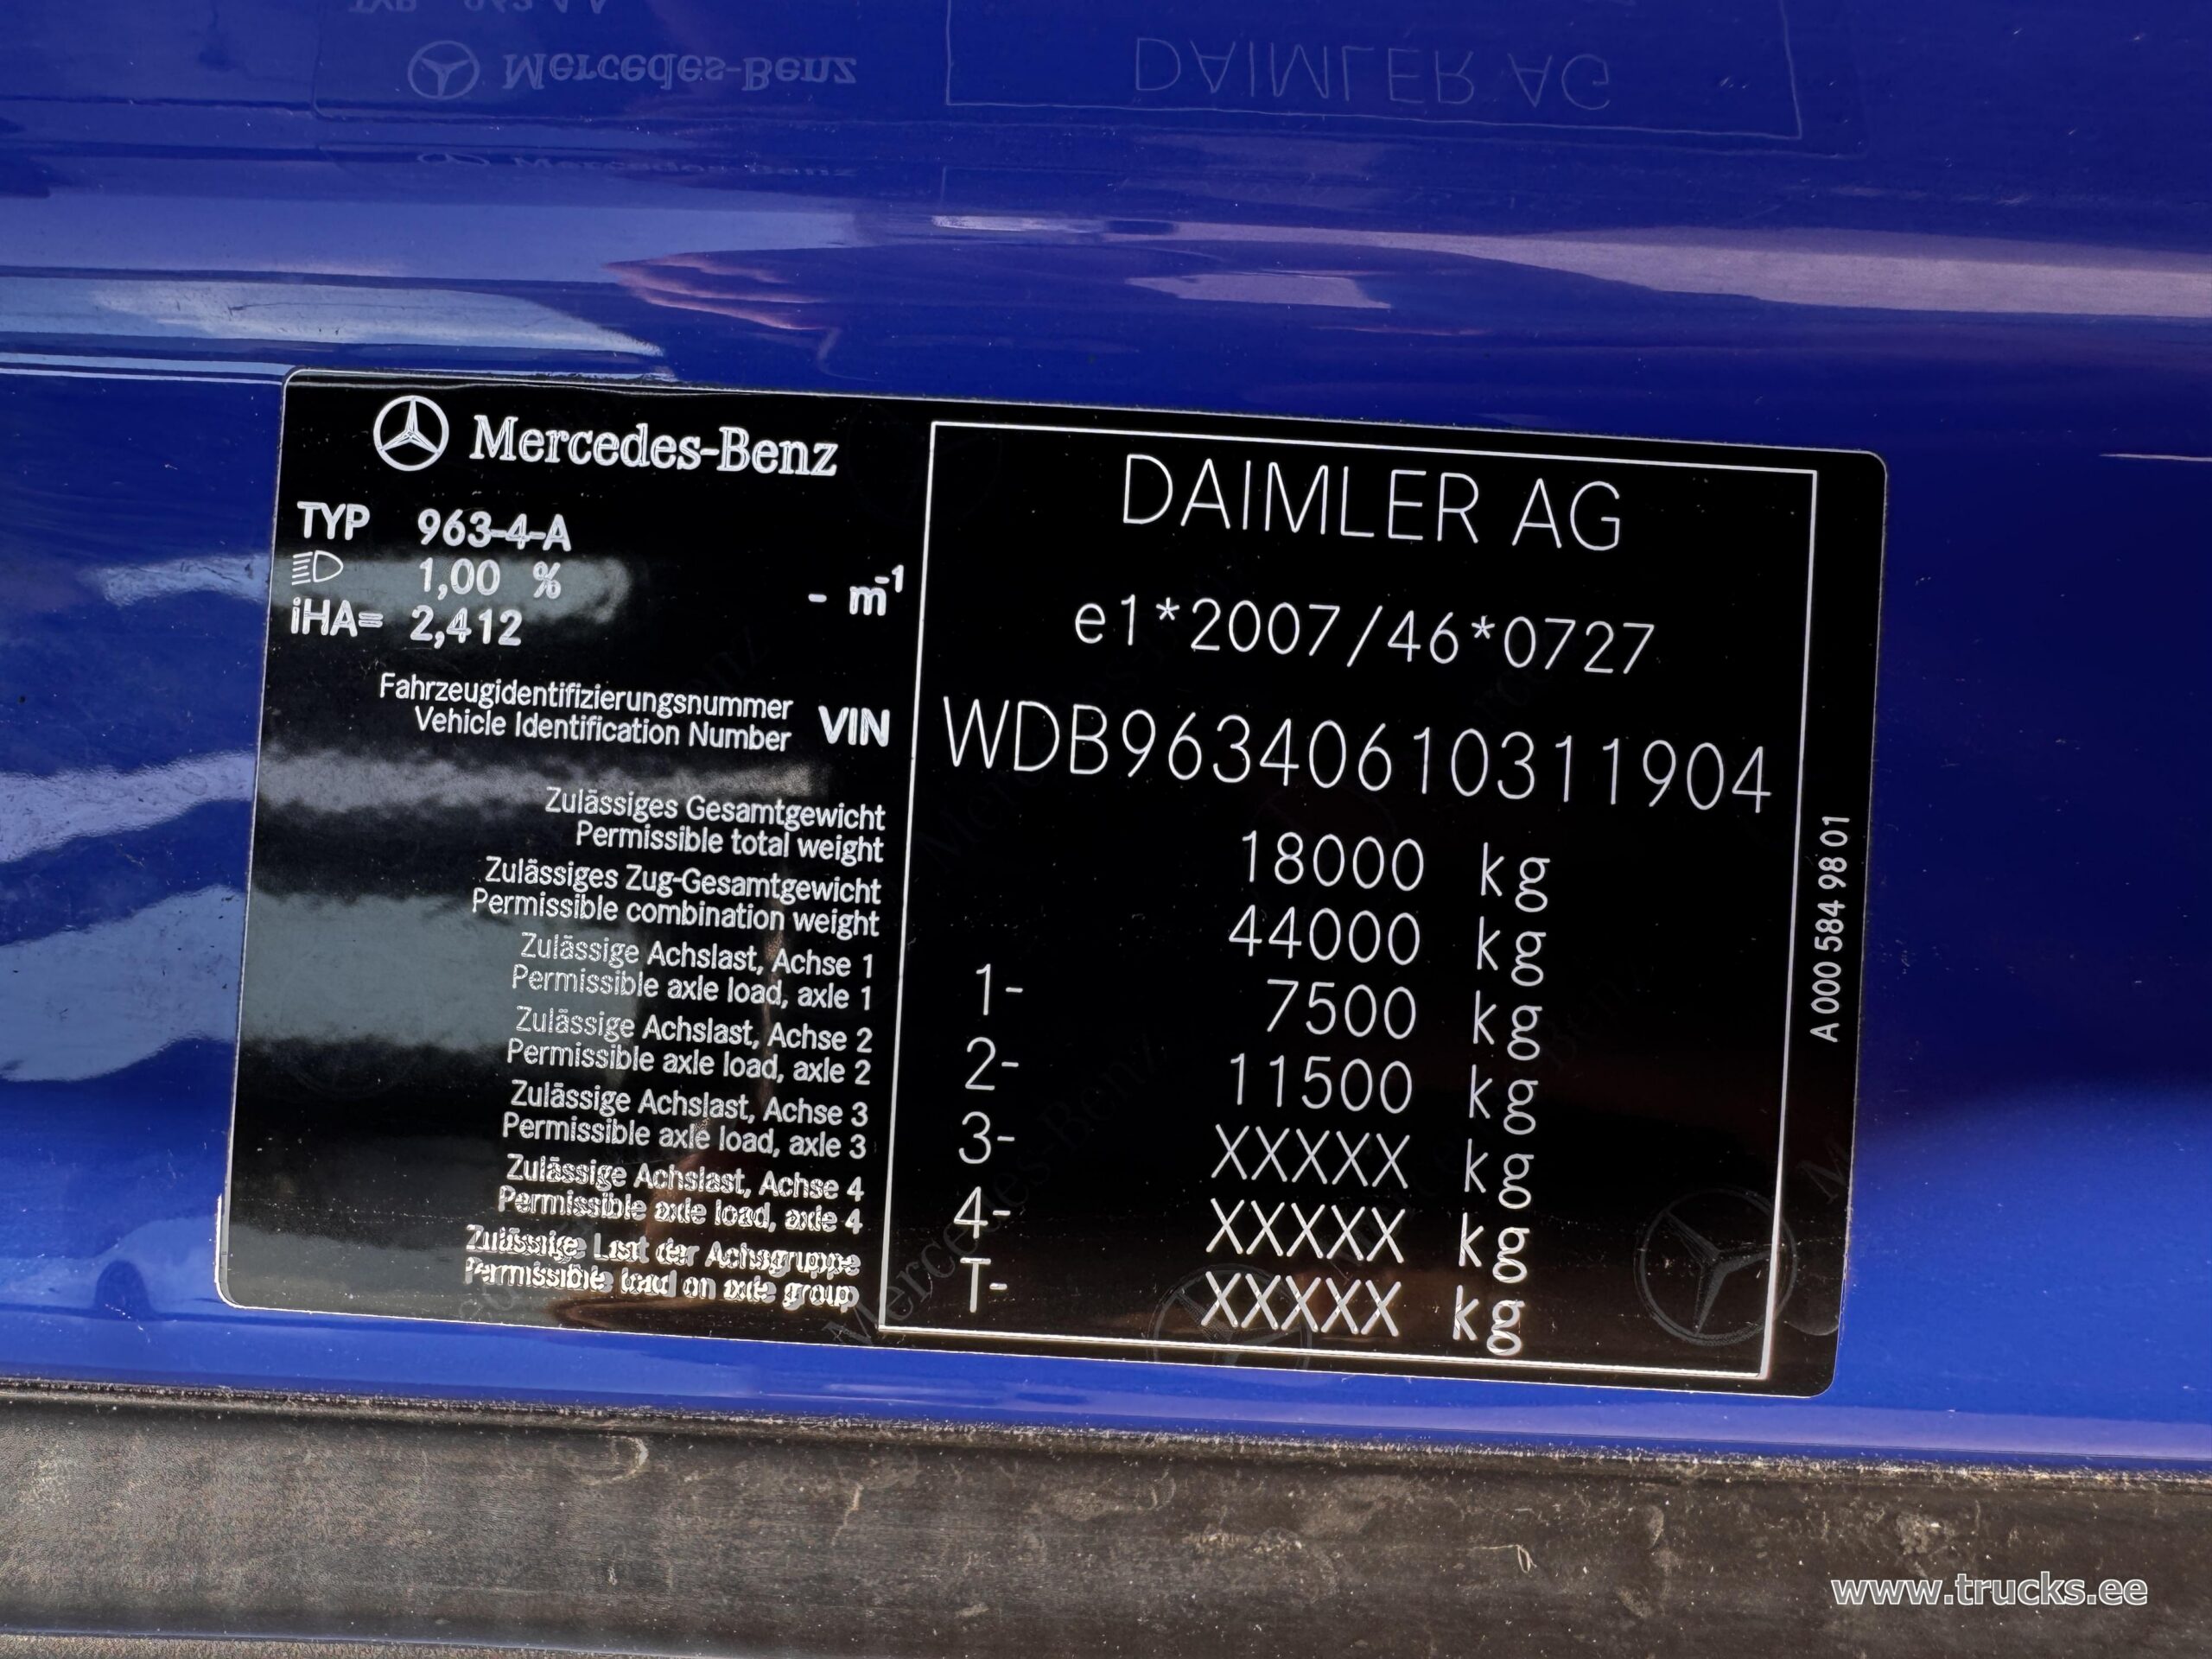 Mercedes-Benz
DAIMLER AG
TYP 963-4-A
1,00 % - m-1
iHA= 2,412
e1*2007/46*0727
Fahrzeugidentifizierungsnummer
Vehicle Identification Number
VIN WDB96340610311904
Zulässiges Gesamtgewicht
Permissible total weight
18000 kg
Zulässiges Zug-Gesamtgewicht
Permissible combination weight
44000 kg
Zulässige Achslast, Achse 1
Permissible axle load, axle 1
1- 7500 kg
Zulässige Achslast, Achse 2
Permissible axle load, axle 2
2- 11500 kg
Zulässige Achslast, Achse 3
Permissible axle load, axle 3
3- XXXXX kg
Zulässige Achslast, Achse 4
Permissible axle load, axle 4
4- XXXXX kg
Zulässige Last der Achsgruppe
Permissible load on axle group
T- XXXXX kg
A 000 584 98 01
www.trucks.ee